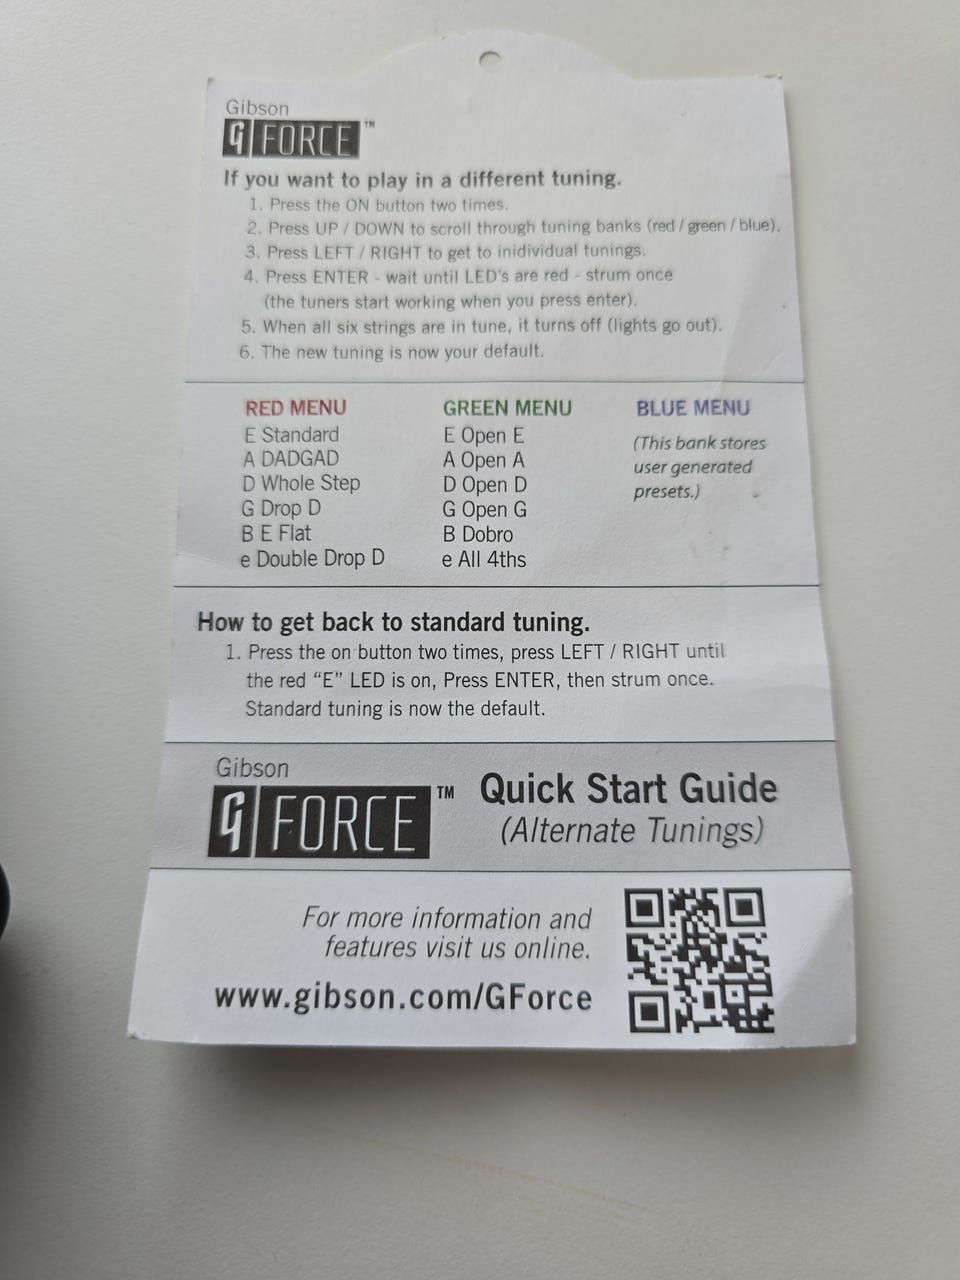 Gibson
G FORCE™
If you want to play in a different tuning.
1. Press the ON button two times.
2. Press UP / DOWN to scroll through tuning banks (red / green / blue).
3. Press LEFT / RIGHT to get to inidividual tunings.
4. Press ENTER - wait until LED's are red - strum once
(the tuners start working when you press enter).
5. When all six strings are in tune, it turns off (lights go out).
6. The new tuning is now your default.
RED MENU
E Standard
A DADGAD
D Whole Step
G Drop D
B E Flat
e Double Drop D
GREEN MENU
E Open E
A Open A
D Open D
G Open G
B Dobro
e All 4ths
BLUE MENU
(This bank stores
user generated
presets.)
How to get back to standard tuning.
1. Press the on button two times, press LEFT / RIGHT until
the red “E” LED is on, Press ENTER, then strum once.
Standard tuning is now the default.
Gibson
G FORCE™
Quick Start Guide
(Alternate Tunings)
For more information and
features visit us online.
www.gibson.com/GForce